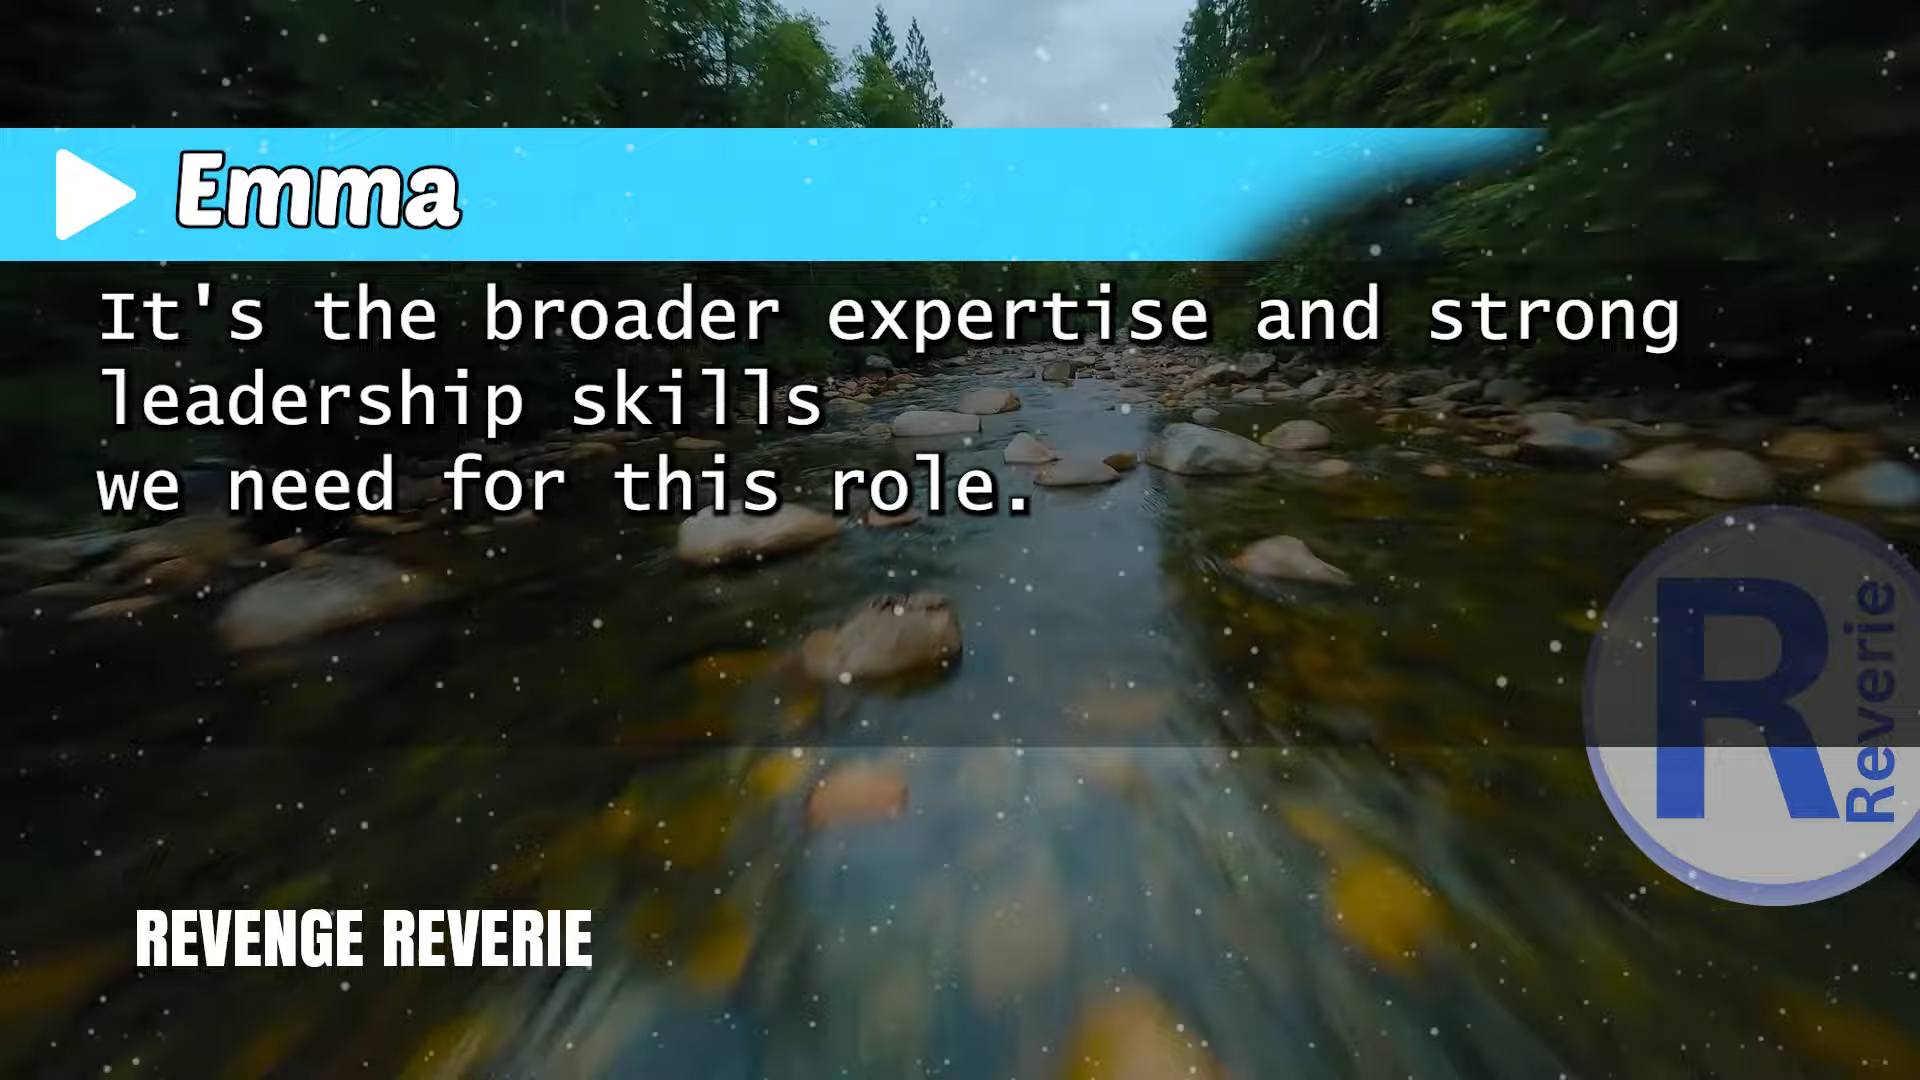 Emma
It's the broader expertise and strong
leadership skills
we need for this role.
R
Reverie
REVENGE REVERIE